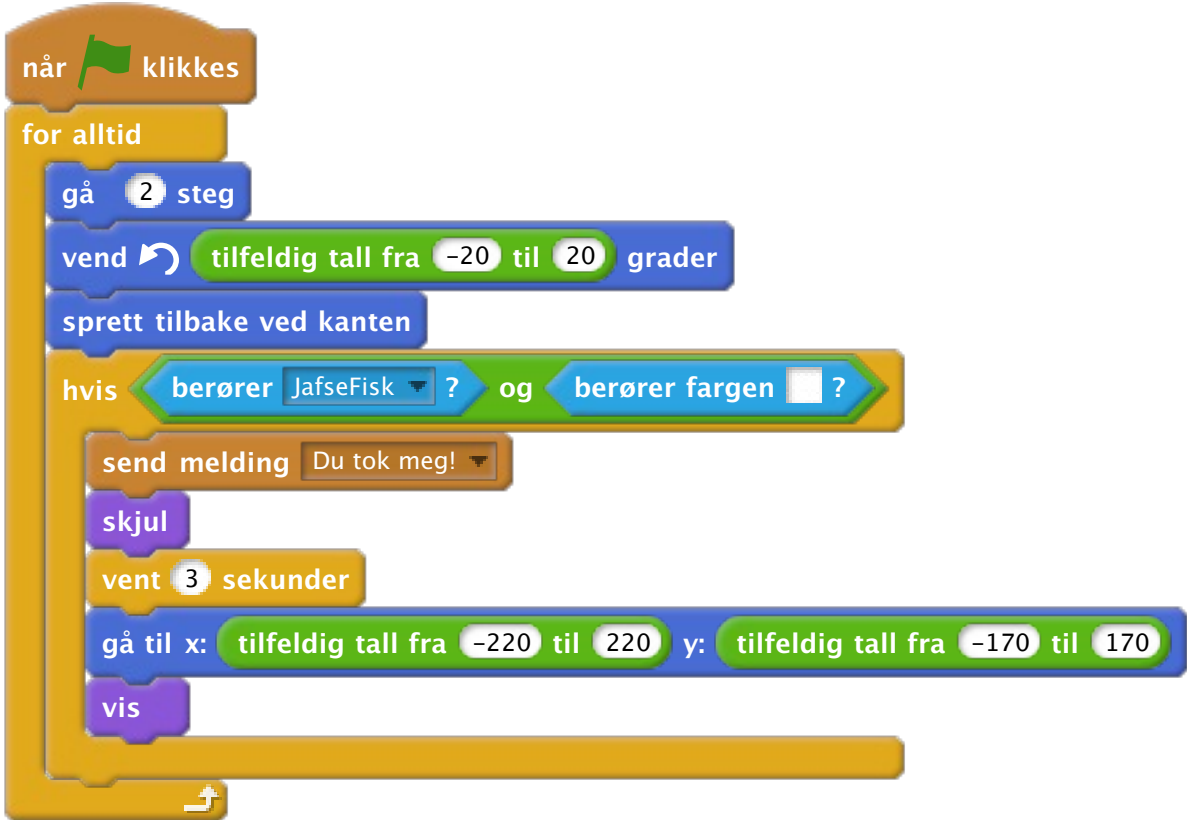 når klikkes
for alltid
gå 2 steg
vend tilfeldig tall fra -20 til 20 grader
sprett tilbake ved kanten
hvis berører JafseFisk ? og berører fargen ?
send melding Du tok meg!
skjul
vent 3 sekunder
gå til x: tilfeldig tall fra -220 til 220 y: tilfeldig tall fra -170 til 170
vis